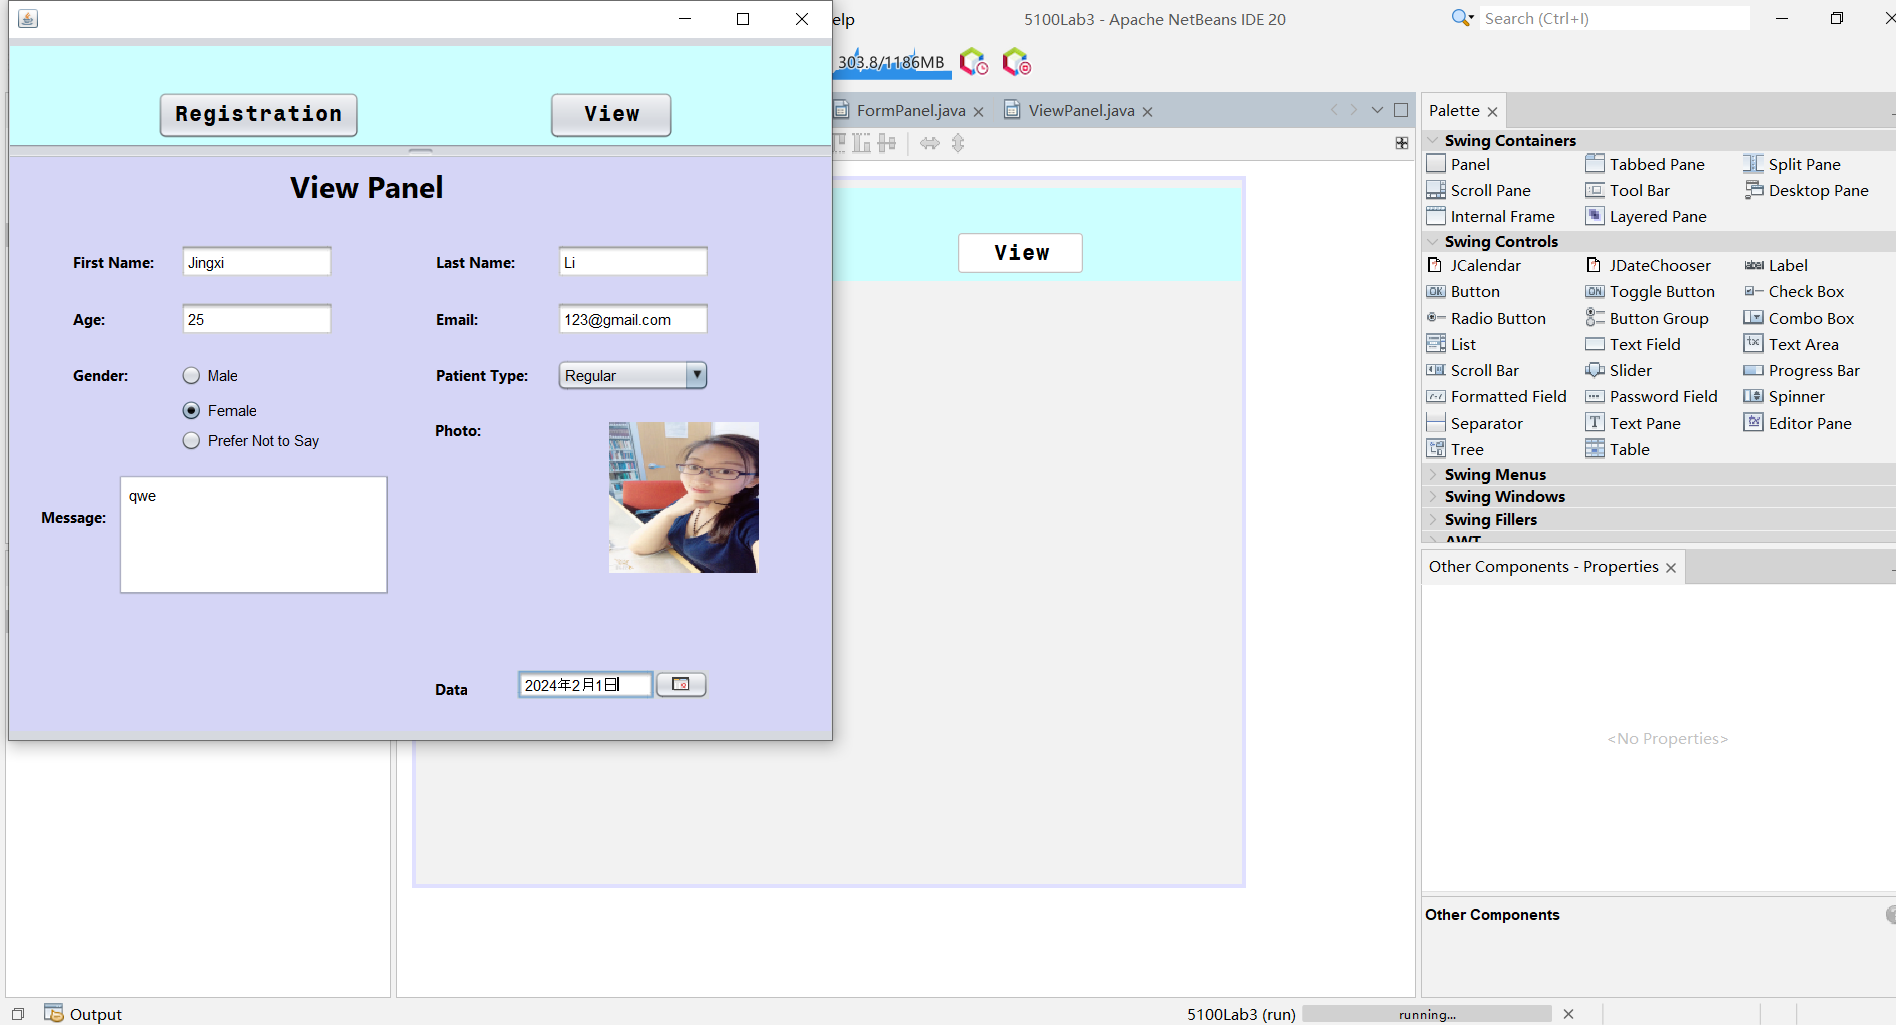 elp
5100Lab3 - Apache NetBeans IDE 20
Search (Ctrl+I)
303.8/1186MB
Registration
View
FormPanel.java
ViewPanel.java
View Panel
First Name:
Jingxi
Last Name:
Li
Age:
25
Email:
123@gmail.com
Gender:
Male
Female
Prefer Not to Say
Patient Type:
Regular
Photo:
Message:
qwe
Data
2024年2月1日
View
Palette
Swing Containers
Panel
Tabbed Pane
Split Pane
Scroll Pane
Tool Bar
Desktop Pane
Internal Frame
Layered Pane
Swing Controls
JCalendar
JDateChooser
label Label
OK Button
ON Toggle Button
Check Box
Radio Button
Button Group
Combo Box
List
Text Field
Text Area
Scroll Bar
Slider
Progress Bar
Formatted Field
Password Field
Spinner
Separator
Text Pane
Editor Pane
Tree
Table
Swing Menus
Swing Windows
Swing Fillers
AWT
Other Components - Properties
<No Properties>
Other Components
Output
5100Lab3 (run)
running...